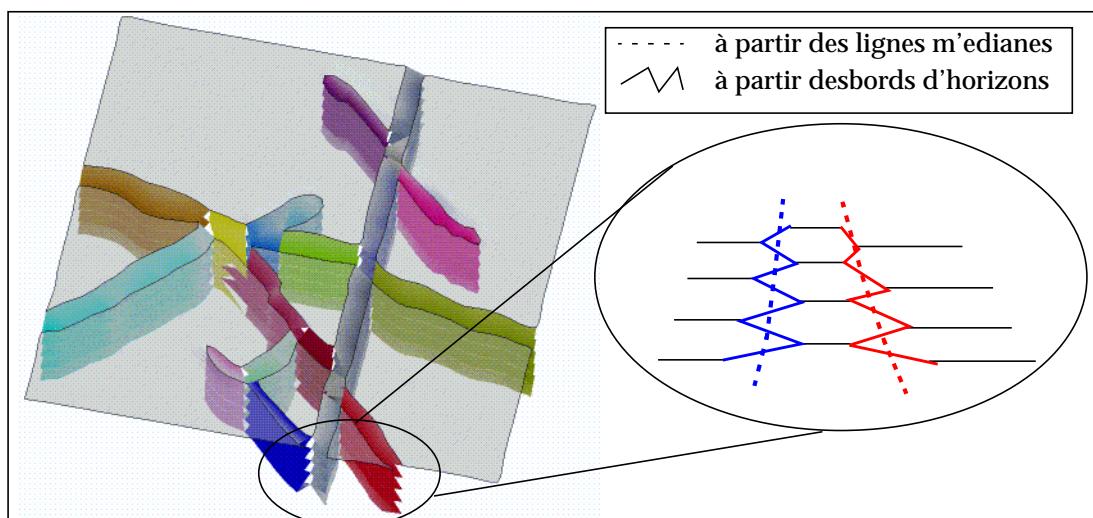 à partir des lignes m'edianes
à partir desbords d'horizons